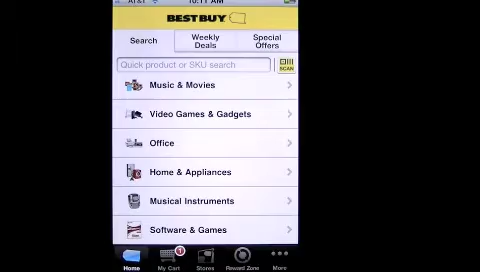 AT&T 10:11 AM
BEST BUY
Search
Weekly Deals
Special Offers
Quick product or SKU search
SCAN
Music & Movies
Video Games & Gadgets
Office
Home & Appliances
Musical Instruments
Software & Games
1
Home
My Cart
Stores
Reward Zone
More